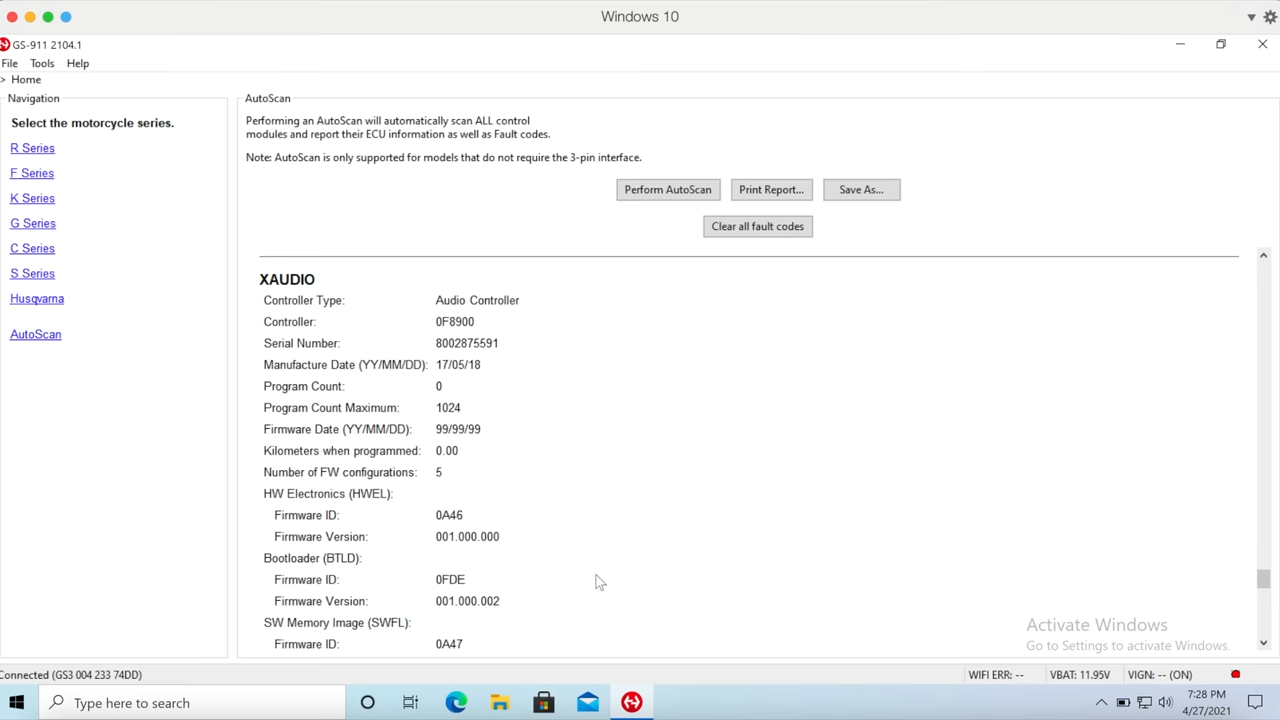 Windows 10
GS-911 2104.1
File Tools Help
> Home
Navigation
Select the motorcycle series.
R Series
F Series
K Series
G Series
C Series
S Series
Husqvarna
AutoScan
AutoScan
Performing an AutoScan will automatically scan ALL control
modules and report their ECU information as well as Fault codes.
Note: AutoScan is only supported for models that do not require the 3-pin interface.
Perform AutoScan Print Report... Save As...
Clear all fault codes
XAUDIO
Controller Type: Audio Controller
Controller: 0F8900
Serial Number: 8002875591
Manufacture Date (YY/MM/DD): 17/05/18
Program Count: 0
Program Count Maximum: 1024
Firmware Date (YY/MM/DD): 99/99/99
Kilometers when programmed: 0.00
Number of FW configurations: 5
HW Electronics (HWEL):
Firmware ID: 0A46
Firmware Version: 001.000.000
Bootloader (BTLD):
Firmware ID: 0FDE
Firmware Version: 001.000.002
SW Memory Image (SWFL):
Firmware ID: 0A47
Activate Windows
Go to Settings to activate Windows.
Connected (GS3 004 233 74DD) WIFI ERR: -- VBAT: 11.95V VIGN: -- (ON)
Type here to search
7:28 PM
4/27/2021